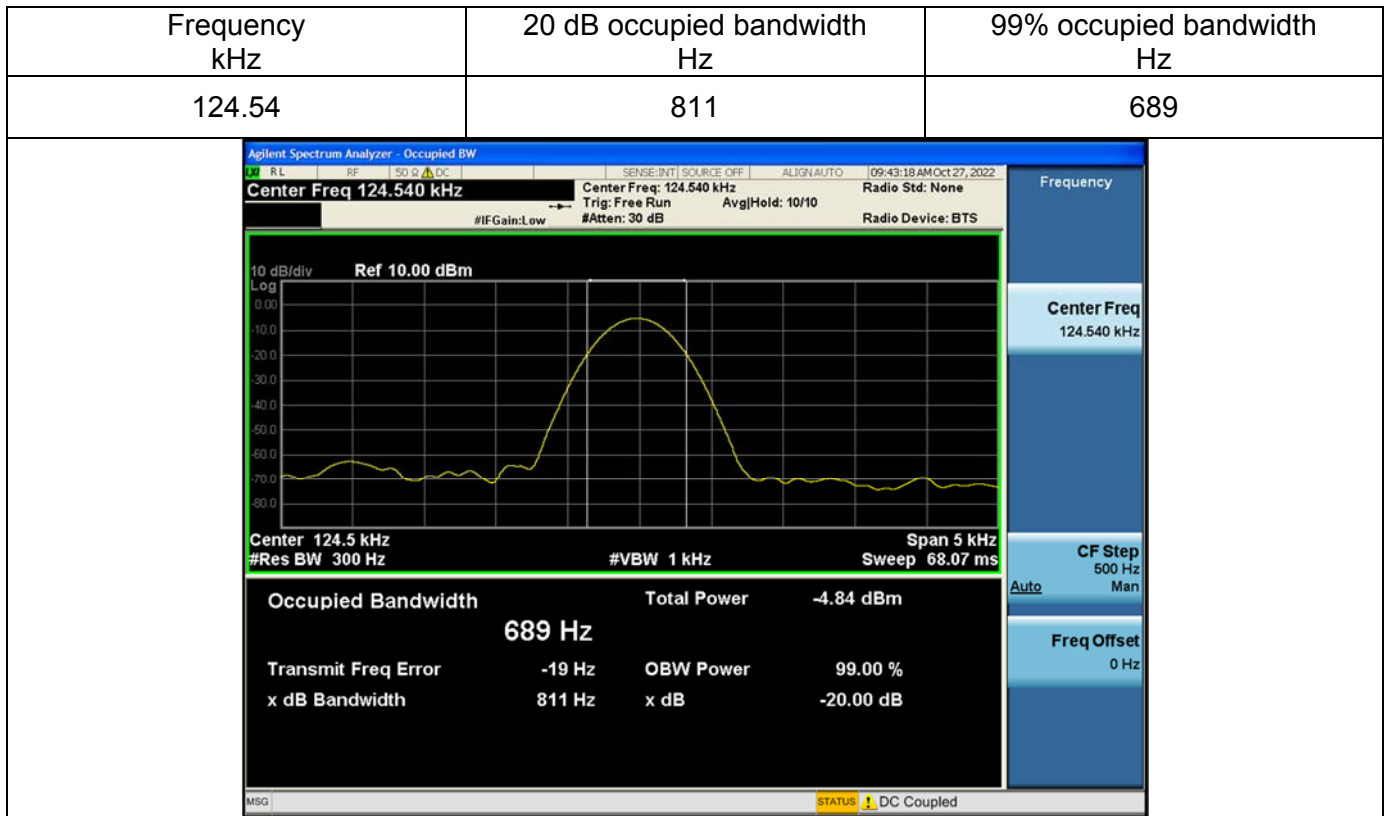 Frequency
kHz
20 dB occupied bandwidth
Hz
99% occupied bandwidth
Hz
124.54
811
689
Agilent Spectrum Analyzer - Occupied BW
LXI RL RF 50 Ω DC SENSE:INT SOURCE OFF ALIGN AUTO 09:43:18 AM Oct 27, 2022
Center Freq 124.540 kHz
Center Freq: 124.540 kHz
Radio Std: None
Trig: Free Run Avg|Hold: 10/10
#IFGain:Low #Atten: 30 dB Radio Device: BTS
10 dB/div Ref 10.00 dBm
Log
0.00
-10.0
-20.0
-30.0
-40.0
-50.0
-60.0
-70.0
-80.0
Center 124.5 kHz Span 5 kHz
#Res BW 300 Hz #VBW 1 kHz Sweep 68.07 ms
Occupied Bandwidth Total Power -4.84 dBm
689 Hz
Transmit Freq Error -19 Hz OBW Power 99.00 %
x dB Bandwidth 811 Hz x dB -20.00 dB
Frequency
Center Freq
124.540 kHz
CF Step
500 Hz
Auto Man
Freq Offset
0 Hz
MSG STATUS DC Coupled